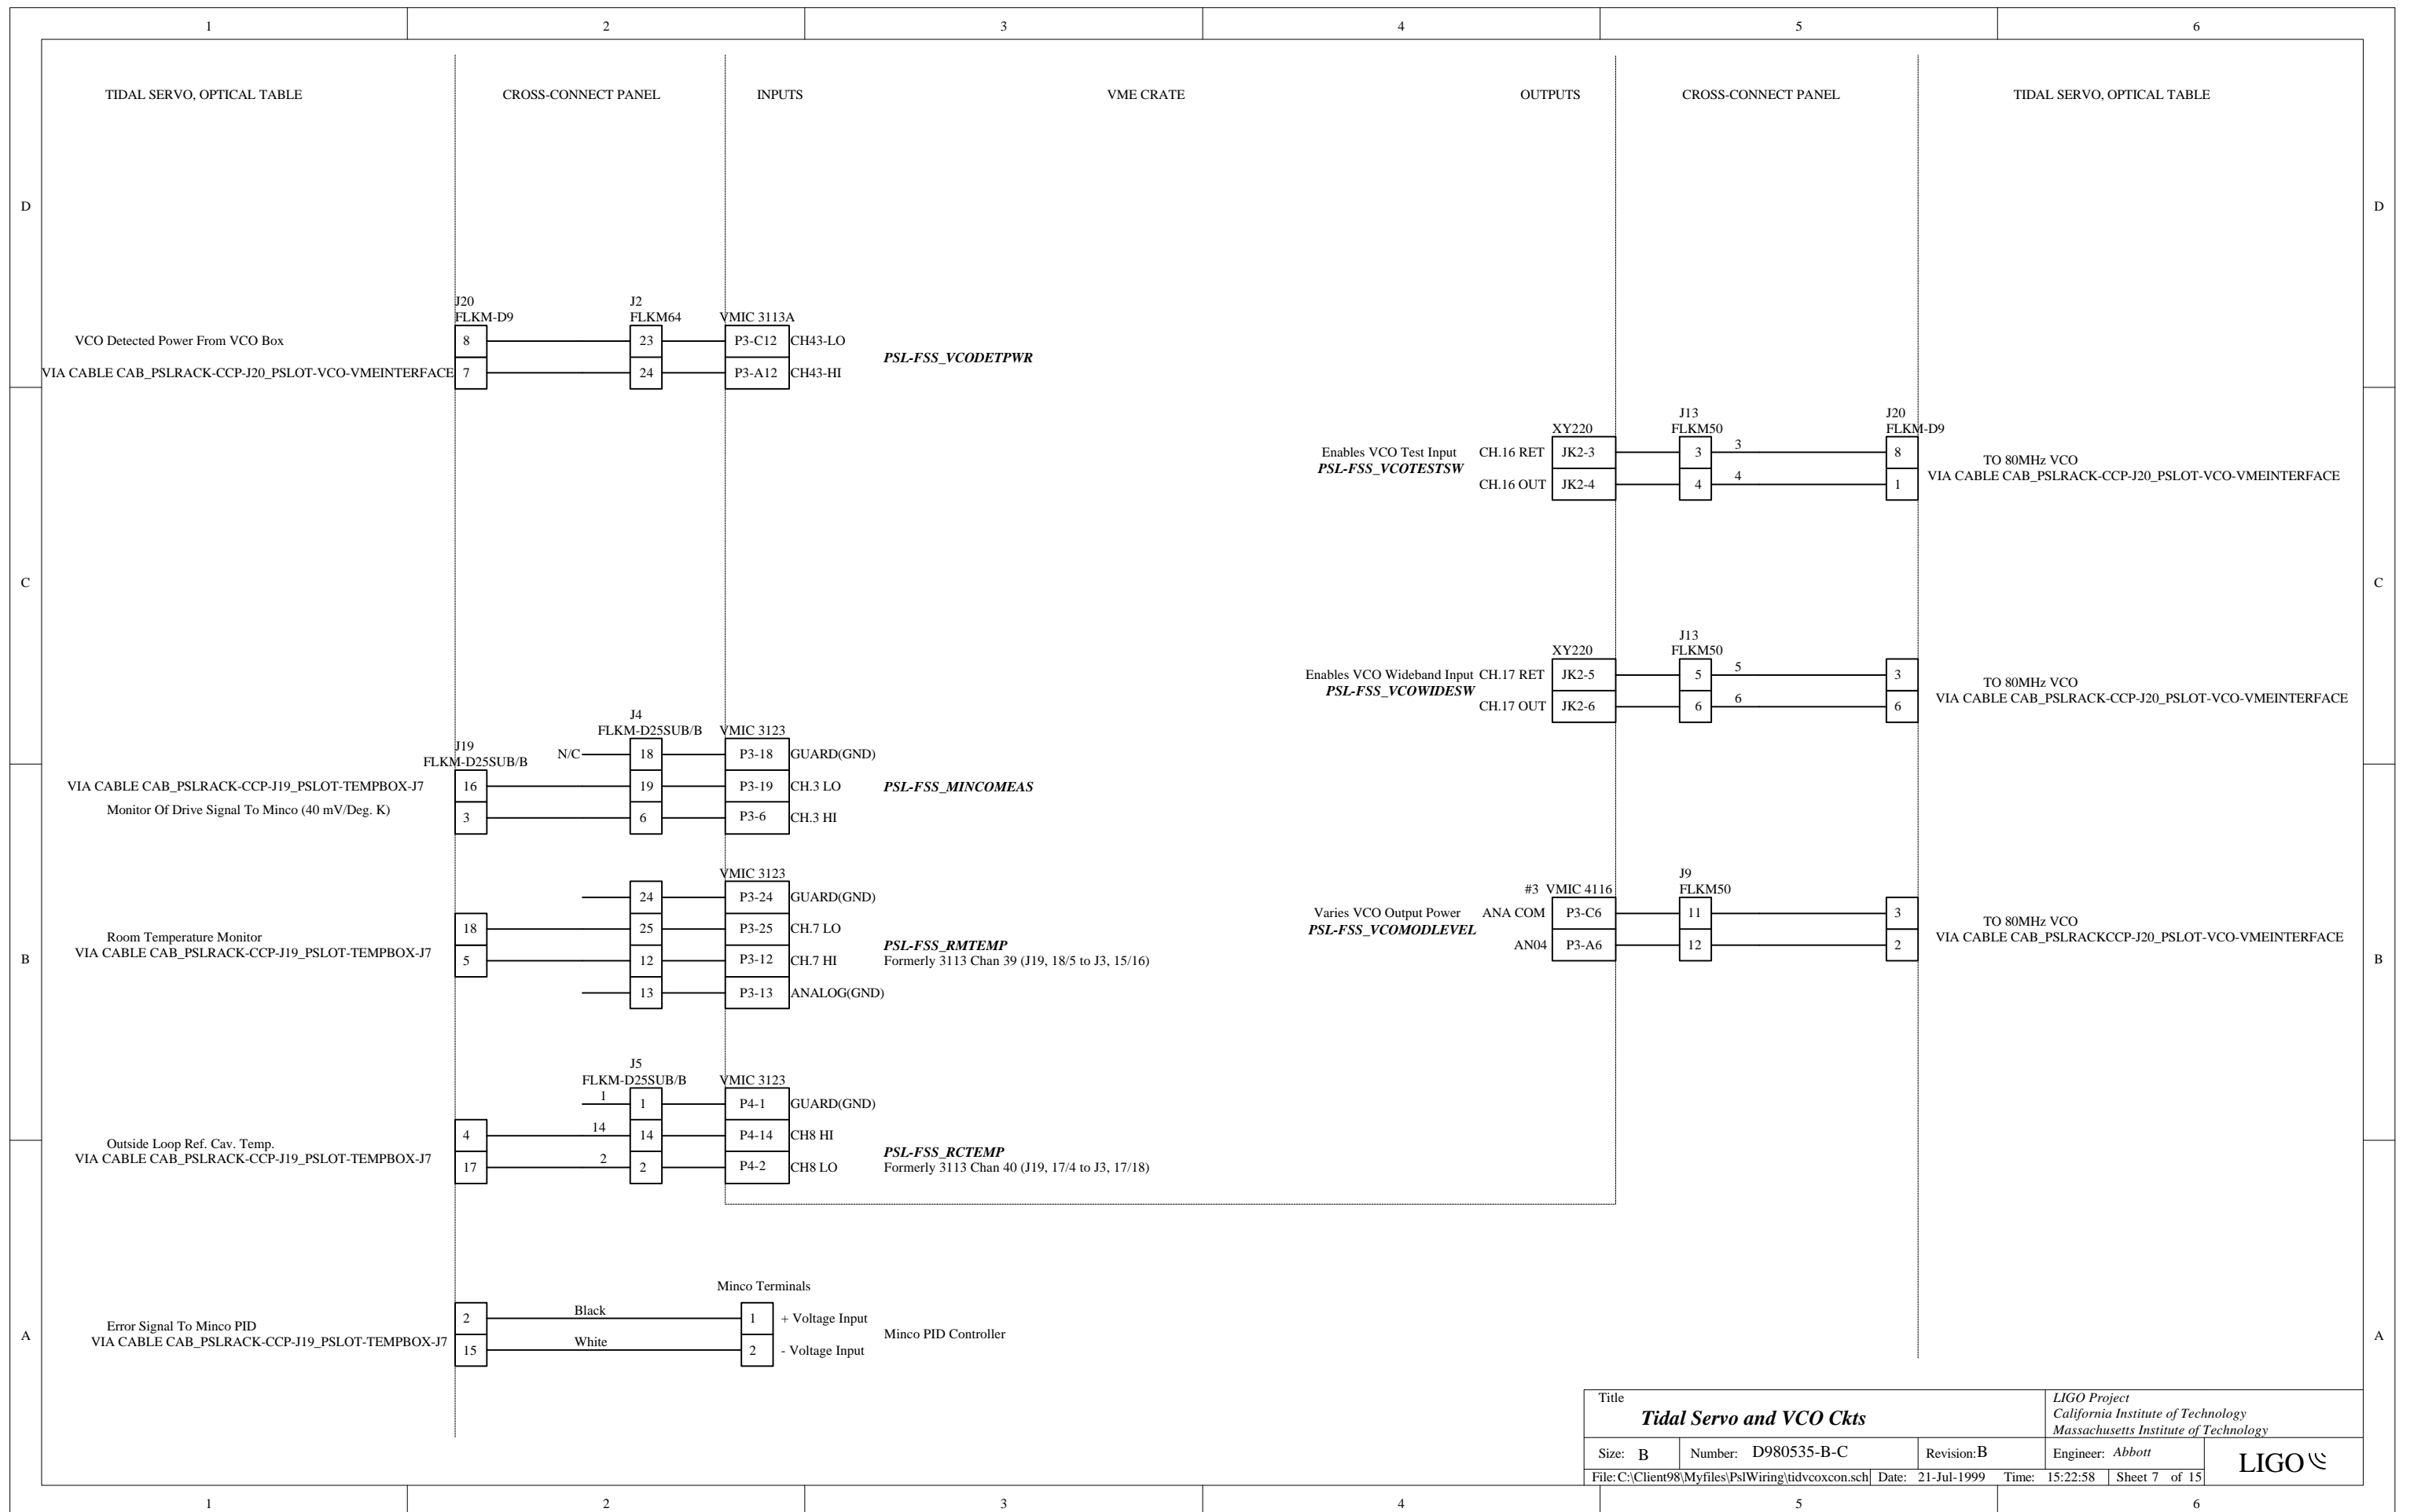 1 2 3 4 5 6
TIDAL SERVO, OPTICAL TABLE CROSS-CONNECT PANEL INPUTS VME CRATE OUTPUTS CROSS-CONNECT PANEL TIDAL SERVO, OPTICAL TABLE
D D
J20 J2
FLKM-D9 FLKM64 VMIC 3113A
VCO Detected Power From VCO Box 8 23 P3-C12 CH43-LO
PSL-FSS_VCODETPWR
VIA CABLE CAB_PSLRACK-CCP-J20_PSLOT-VCO-VMEINTERFACE 7 24 P3-A12 CH43-HI
J13 J20
XY220 FLKM50 FLKM-D9
Enables VCO Test Input CH.16 RET JK2-3 3 3 8
TO 80MHz VCO
PSL-FSS_VCOTESTSW
VIA CABLE CAB_PSLRACK-CCP-J20_PSLOT-VCO-VMEINTERFACE
CH.16 OUT JK2-4 4 4 1
C C
J13
XY220 FLKM50
Enables VCO Wideband Input CH.17 RET JK2-5 5 5 3
TO 80MHz VCO
PSL-FSS_VCOWIDESW
VIA CABLE CAB_PSLRACK-CCP-J20_PSLOT-VCO-VMEINTERFACE
CH.17 OUT JK2-6 6 6 6
J4
FLKM-D25SUB/B VMIC 3123
J19
FLKM-D25SUB/B
N/C 18 P3-18 GUARD(GND)
VIA CABLE CAB_PSLRACK-CCP-J19_PSLOT-TEMPBOX-J7 16 19 P3-19 CH.3 LO PSL-FSS_MINCOMEAS
Monitor Of Drive Signal To Minco (40 mV/Deg. K) 3 6 P3-6 CH.3 HI
VMIC 3123
24 P3-24 GUARD(GND)
18 25 P3-25 CH.7 LO
Room Temperature Monitor
PSL-FSS_RMTEMP
VIA CABLE CAB_PSLRACK-CCP-J19_PSLOT-TEMPBOX-J7
5 12 P3-12 CH.7 HI Formerly 3113 Chan 39 (J19, 18/5 to J3, 15/16)
13 P3-13 ANALOG(GND)
J9
#3 VMIC 4116 FLKM50
Varies VCO Output Power ANA COM P3-C6 11 3
TO 80MHz VCO
PSL-FSS_VCOMODLEVEL
VIA CABLE CAB_PSLRACKCCP-J20_PSLOT-VCO-VMEINTERFACE
AN04 P3-A6 12 2
B B
J5
FLKM-D25SUB/B VMIC 3123
1 1 P4-1 GUARD(GND)
4 14 14 P4-14 CH8 HI
Outside Loop Ref. Cav. Temp.
PSL-FSS_RCTEMP
VIA CABLE CAB_PSLRACK-CCP-J19_PSLOT-TEMPBOX-J7
17 2 2 P4-2 CH8 LO Formerly 3113 Chan 40 (J19, 17/4 to J3, 17/18)
Minco Terminals
2 Black 1 + Voltage Input
Error Signal To Minco PID
Minco PID Controller
VIA CABLE CAB_PSLRACK-CCP-J19_PSLOT-TEMPBOX-J7
15 White 2 - Voltage Input
A A
Title
Tidal Servo and VCO Ckts
LIGO Project
California Institute of Technology
Massachusetts Institute of Technology
Size: B Number: D980535-B-C Revision:B Engineer: Abbott
LIGO
File:C:\Client98\Myfiles\PslWiring\tidvcoxcon.sch Date: 21-Jul-1999 Time: 15:22:58 Sheet 7 of 15
1 2 3 4 5 6